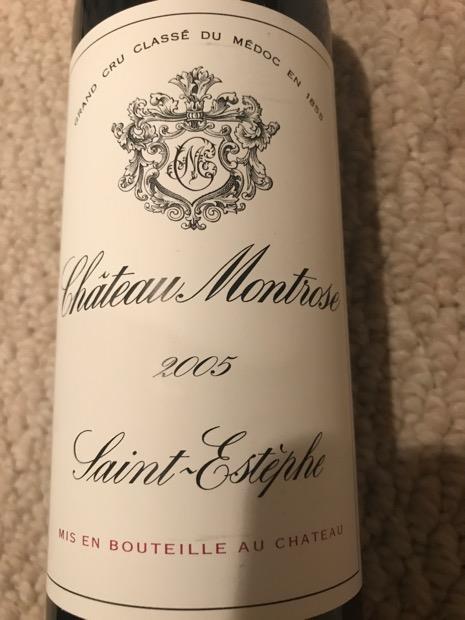 GRAND CRU CLASSÉ DU MÉDOC EN 1855
Château Montrose
2005
Saint-Estèphe
MIS EN BOUTEILLE AU CHATEAU